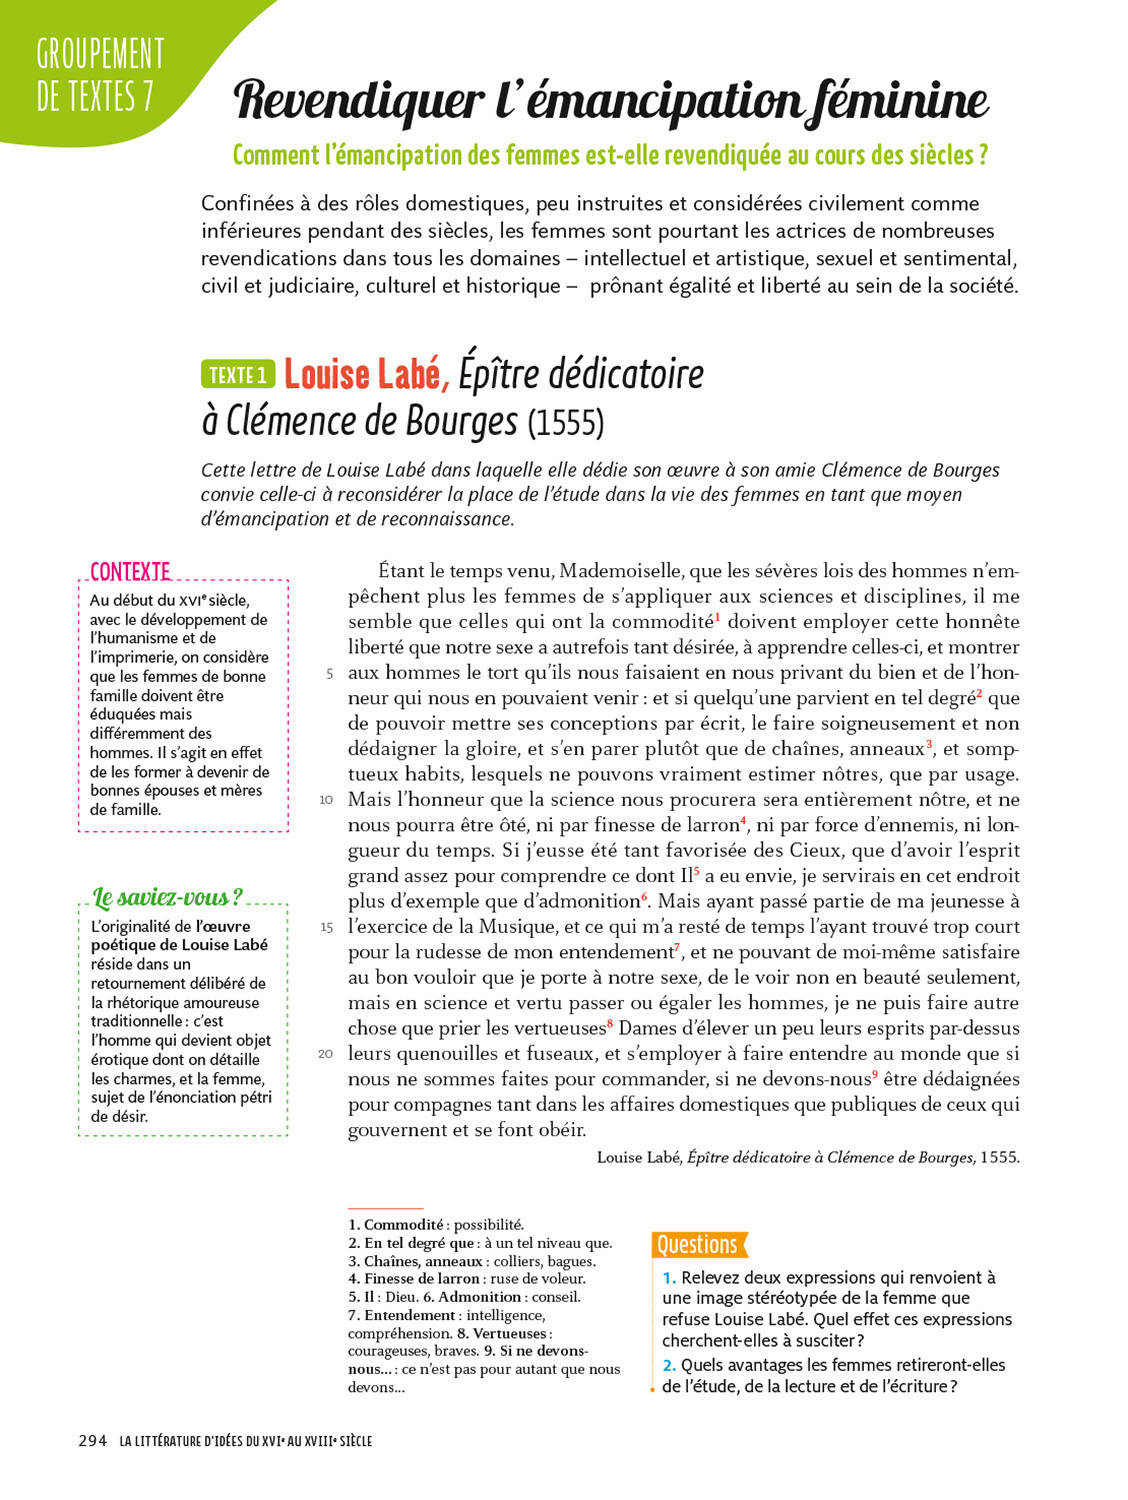 GROUPEMENT
DE TEXTES 7
Revendiquer l'émancipation féminine
Comment l'émancipation des femmes est-elle revendiquée au cours des siècles ?
Confinées à des rôles domestiques, peu instruites et considérées civilement comme
inférieures pendant des siècles, les femmes sont pourtant les actrices de nombreuses
revendications dans tous les domaines – intellectuel et artistique, sexuel et sentimental,
civil et judiciaire, culturel et historique – prônant égalité et liberté au sein de la société.
TEXTE 1 Louise Labé, Épître dédicatoire
à Clémence de Bourges (1555)
Cette lettre de Louise Labé dans laquelle elle dédie son œuvre à son amie Clémence de Bourges
convie celle-ci à reconsidérer la place de l'étude dans la vie des femmes en tant que moyen
d'émancipation et de reconnaissance.
CONTEXTE
Au début du XVIe siècle,
avec le développement de
l'humanisme et de
l'imprimerie, on considère
que les femmes de bonne
famille doivent être
éduquées mais
différemment des
hommes. Il s'agit en effet
de les former à devenir de
bonnes épouses et mères
de famille.
Le saviez-vous ?
L'originalité de l'œuvre
poétique de Louise Labé
réside dans un
retournement délibéré de
la rhétorique amoureuse
traditionnelle : c'est
l'homme qui devient objet
érotique dont on détaille
les charmes, et la femme,
sujet de l'énonciation pétri
de désir.
Étant le temps venu, Mademoiselle, que les sévères lois des hommes n'em-
pêchent plus les femmes de s'appliquer aux sciences et disciplines, il me
semble que celles qui ont la commodité1 doivent employer cette honnête
liberté que notre sexe a autrefois tant désirée, à apprendre celles-ci, et montrer
5 aux hommes le tort qu'ils nous faisaient en nous privant du bien et de l'hon-
neur qui nous en pouvaient venir : et si quelqu'une parvient en tel degré2 que
de pouvoir mettre ses conceptions par écrit, le faire soigneusement et non
dédaigner la gloire, et s'en parer plutôt que de chaînes, anneaux3, et somp-
tueux habits, lesquels ne pouvons vraiment estimer nôtres, que par usage.
10 Mais l'honneur que la science nous procurera sera entièrement nôtre, et ne
nous pourra être ôté, ni par finesse de larron4, ni par force d'ennemis, ni lon-
gueur du temps. Si j'eusse été tant favorisée des Cieux, que d'avoir l'esprit
grand assez pour comprendre ce dont Il5 a eu envie, je servirais en cet endroit
plus d'exemple que d'admonition6. Mais ayant passé partie de ma jeunesse à
15 l'exercice de la Musique, et ce qui m'a resté de temps l'ayant trouvé trop court
pour la rudesse de mon entendement7, et ne pouvant de moi-même satisfaire
au bon vouloir que je porte à notre sexe, de le voir non en beauté seulement,
mais en science et vertu passer ou égaler les hommes, je ne puis faire autre
chose que prier les vertueuses8 Dames d'élever un peu leurs esprits par-dessus
20 leurs quenouilles et fuseaux, et s'employer à faire entendre au monde que si
nous ne sommes faites pour commander, si ne devons-nous9 être dédaignées
pour compagnes tant dans les affaires domestiques que publiques de ceux qui
gouvernent et se font obéir.
Louise Labé, Épître dédicatoire à Clémence de Bourges, 1555.
1. Commodité : possibilité.
2. En tel degré que : à un tel niveau que.
3. Chaînes, anneaux : colliers, bagues.
4. Finesse de larron : ruse de voleur.
5. Il : Dieu. 6. Admonition : conseil.
7. Entendement : intelligence,
compréhension. 8. Vertueuses :
courageuses, braves. 9. Si ne devons-
nous... : ce n'est pas pour autant que nous
devons...
Questions
1. Relevez deux expressions qui renvoient à
une image stéréotypée de la femme que
refuse Louise Labé. Quel effet ces expressions
cherchent-elles à susciter ?
2. Quels avantages les femmes retireront-elles
de l'étude, de la lecture et de l'écriture ?
294 LA LITTÉRATURE D'IDÉES DU XVIe AU XVIIIe SIÈCLE